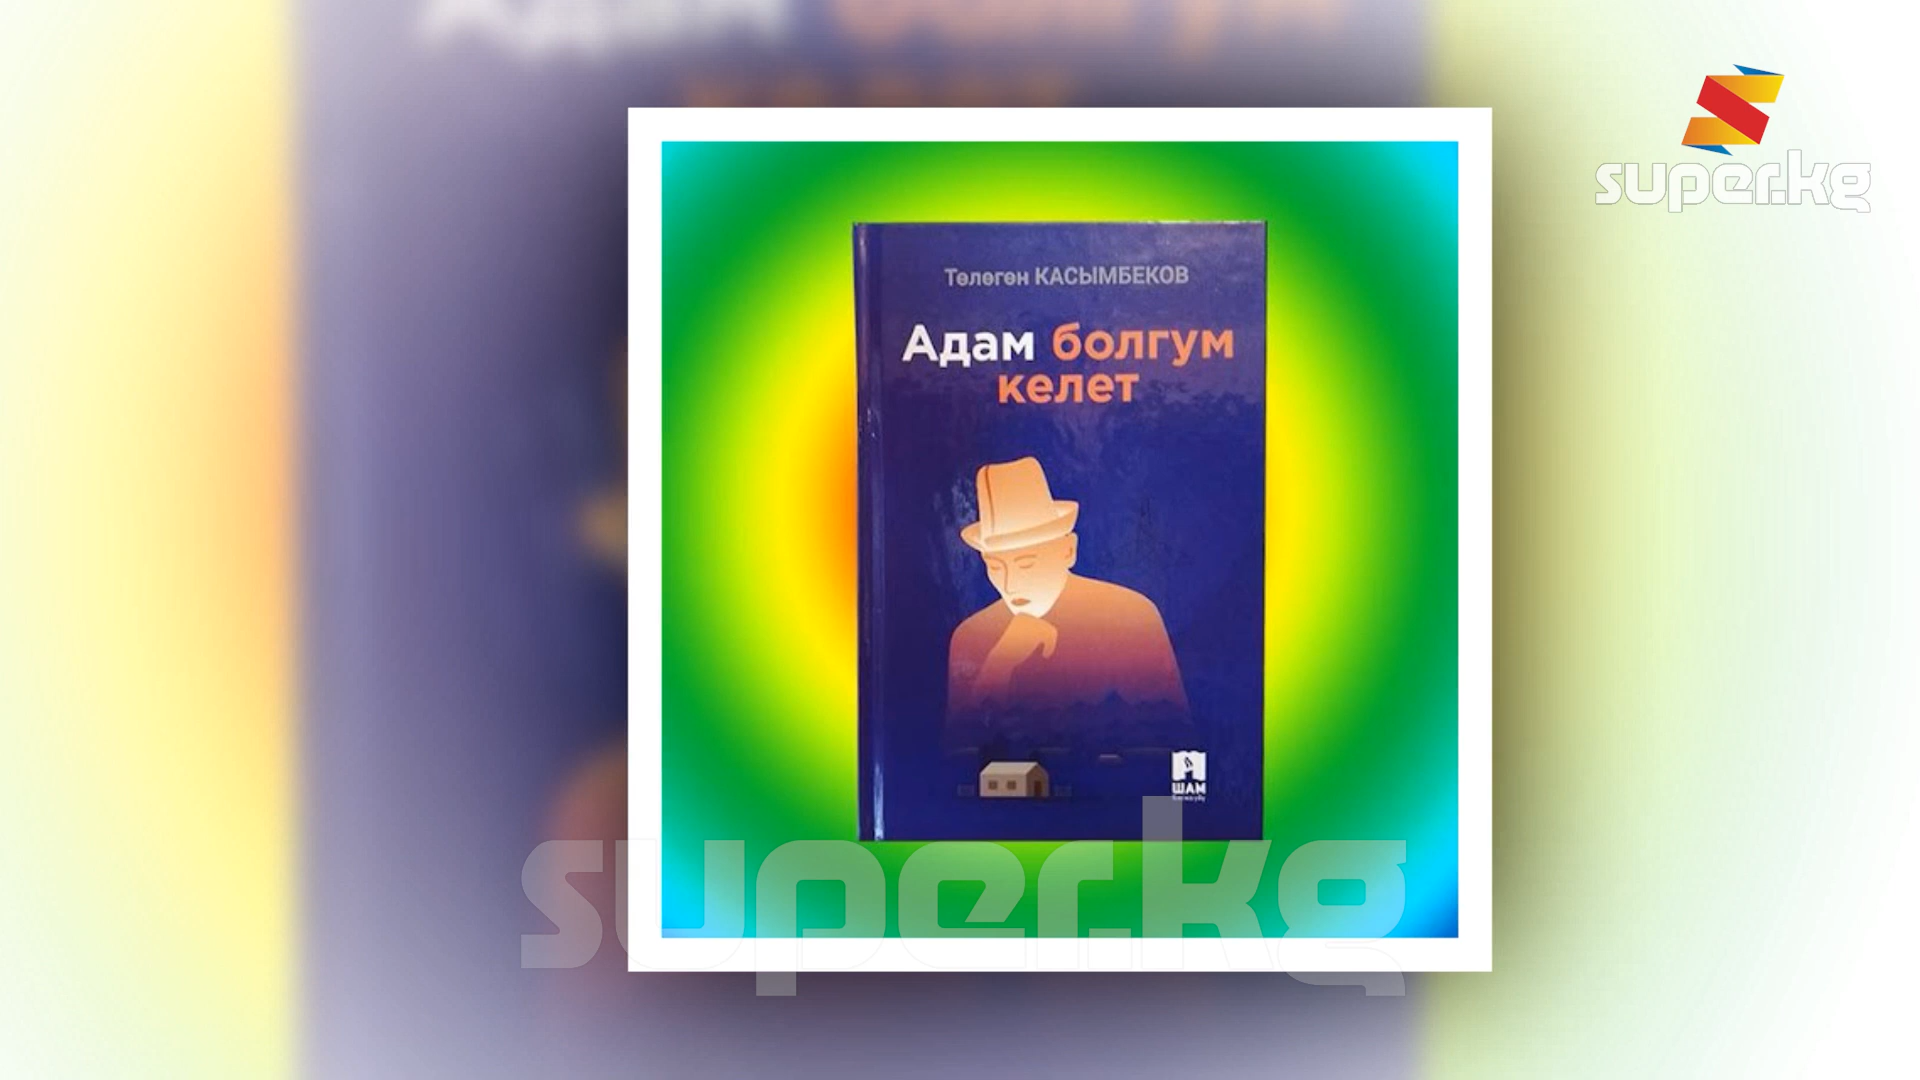 super.kg
Төлөгөн КАСЫМБЕКОВ
Адам болгум
келет
ШАМ
super.kg